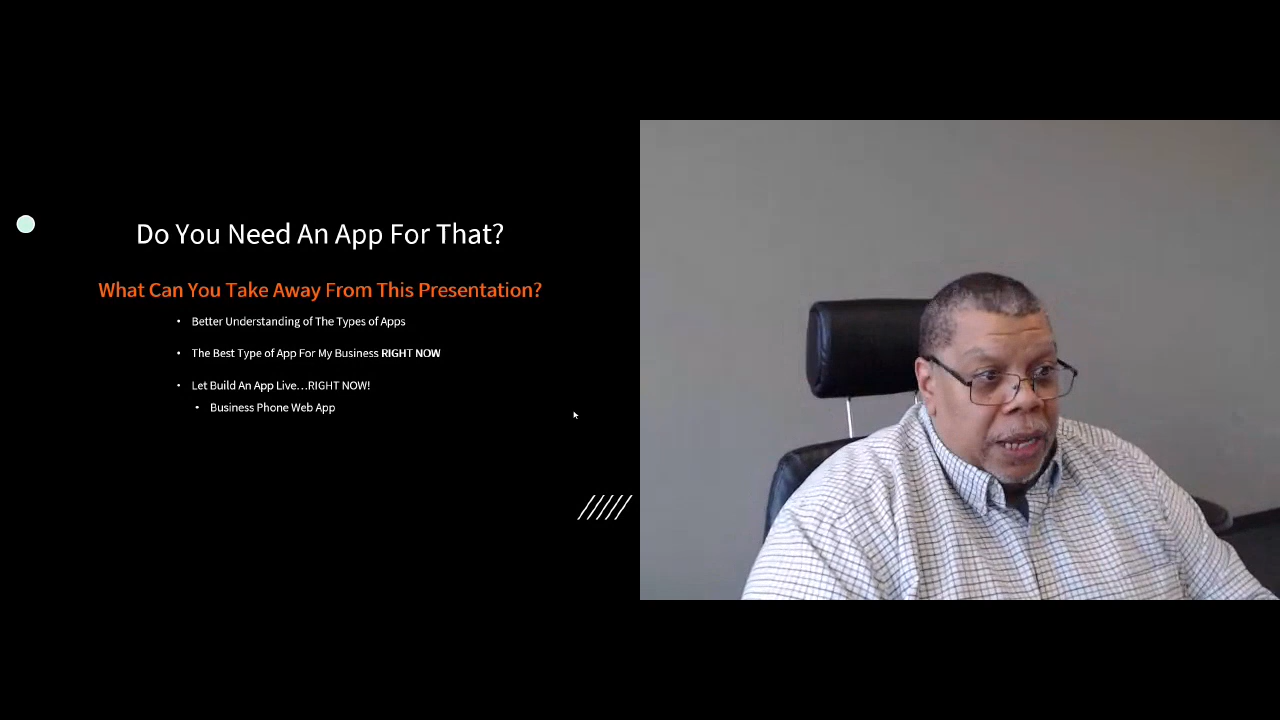 Do You Need An App For That?
What Can You Take Away From This Presentation?
• Better Understanding of The Types of Apps
• The Best Type of App For My Business RIGHT NOW
• Let Build An App Live...RIGHT NOW!
• Business Phone Web App